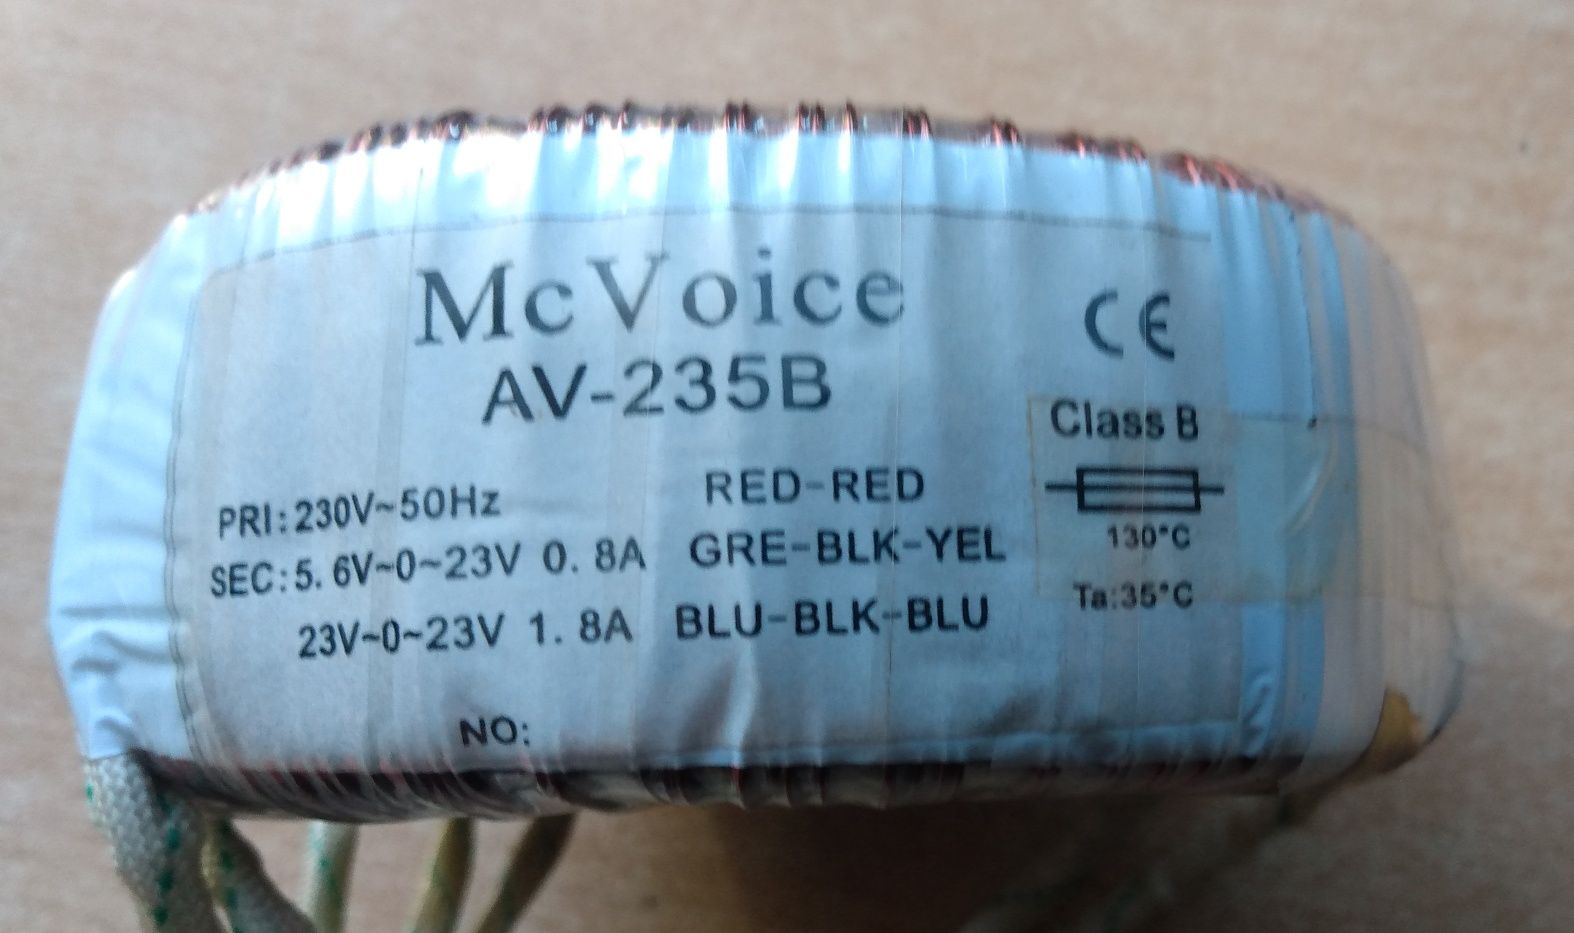 McVoice
AV-235B
CE
Class B
PRI:230V~50Hz RED-RED
SEC:5.6V~0~23V 0.8A GRE-BLK-YEL
23V~0~23V 1.8A BLU-BLK-BLU
130°C
Ta:35°C
NO: